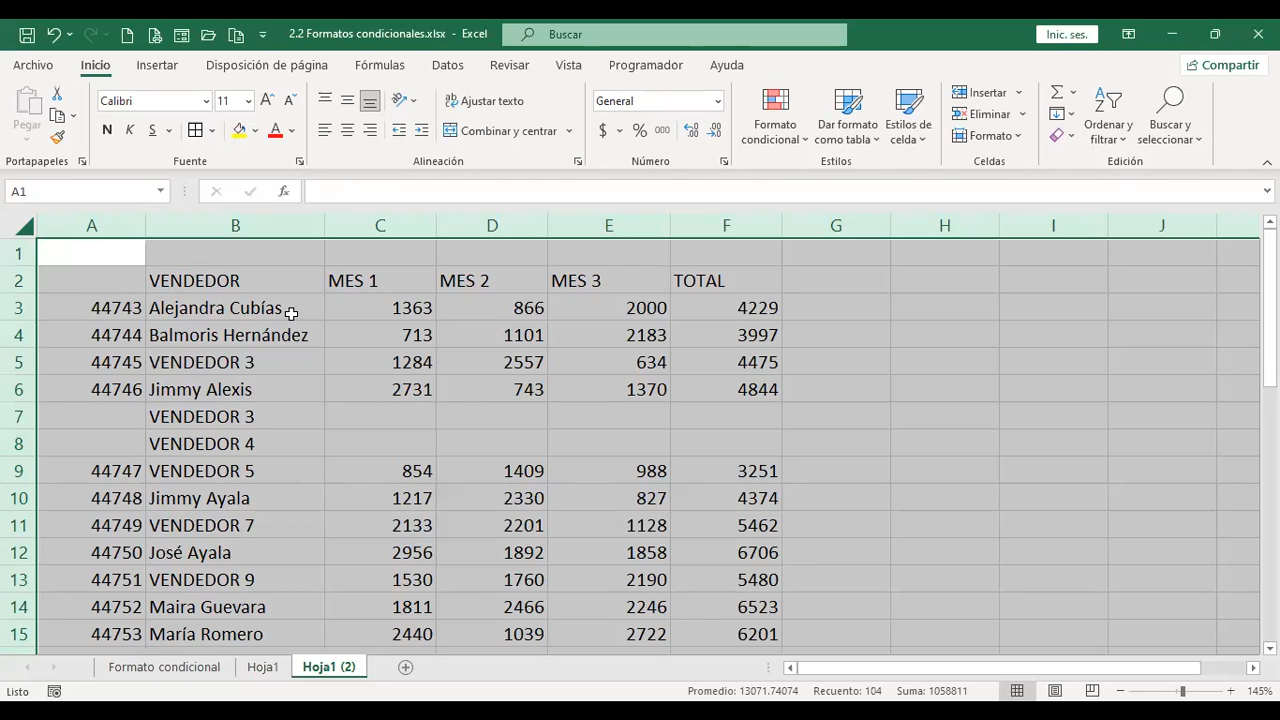 2.2 Formatos condicionales.xlsx - Excel
Buscar
Inic. ses.
Archivo Inicio Insertar Disposición de página Fórmulas Datos Revisar Vista Programador Ayuda Compartir
Pegar
Portapapeles
Calibri 11
N K S
Fuente
Ajustar texto
Combinar y centrar
Alineación
General
$ % 000
Número
Formato condicional
Dar formato como tabla
Estilos de celda
Estilos
Insertar
Eliminar
Formato
Celdas
Ordenar y filtrar
Buscar y seleccionar
Edición
A1
A B C D E F G H I J
1
2 VENDEDOR MES 1 MES 2 MES 3 TOTAL
3 44743 Alejandra Cubías 1363 866 2000 4229
4 44744 Balmoris Hernández 713 1101 2183 3997
5 44745 VENDEDOR 3 1284 2557 634 4475
6 44746 Jimmy Alexis 2731 743 1370 4844
7 VENDEDOR 3
8 VENDEDOR 4
9 44747 VENDEDOR 5 854 1409 988 3251
10 44748 Jimmy Ayala 1217 2330 827 4374
11 44749 VENDEDOR 7 2133 2201 1128 5462
12 44750 José Ayala 2956 1892 1858 6706
13 44751 VENDEDOR 9 1530 1760 2190 5480
14 44752 Maira Guevara 1811 2466 2246 6523
15 44753 María Romero 2440 1039 2722 6201
Formato condicional Hoja1 Hoja1 (2)
Listo Promedio: 13071.74074 Recuento: 104 Suma: 1058811 145%